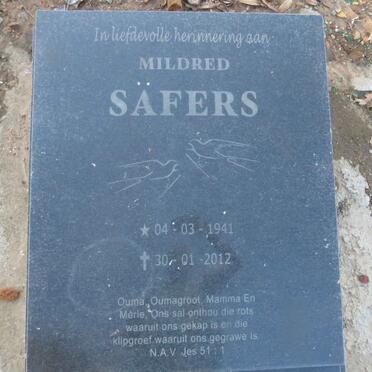 In liefdevolle herinnering aan
MILDRED
SAFERS
★ 04 - 03 - 1941
✝ 30 - 01 - 2012
Ouma, Oumagroot, Mamma En
Merle, Ons sal onthou die rots
waaruit ons gekap is en die
klipgroef waaruit ons gegrawe is
N.A.V Jes 51 : 1